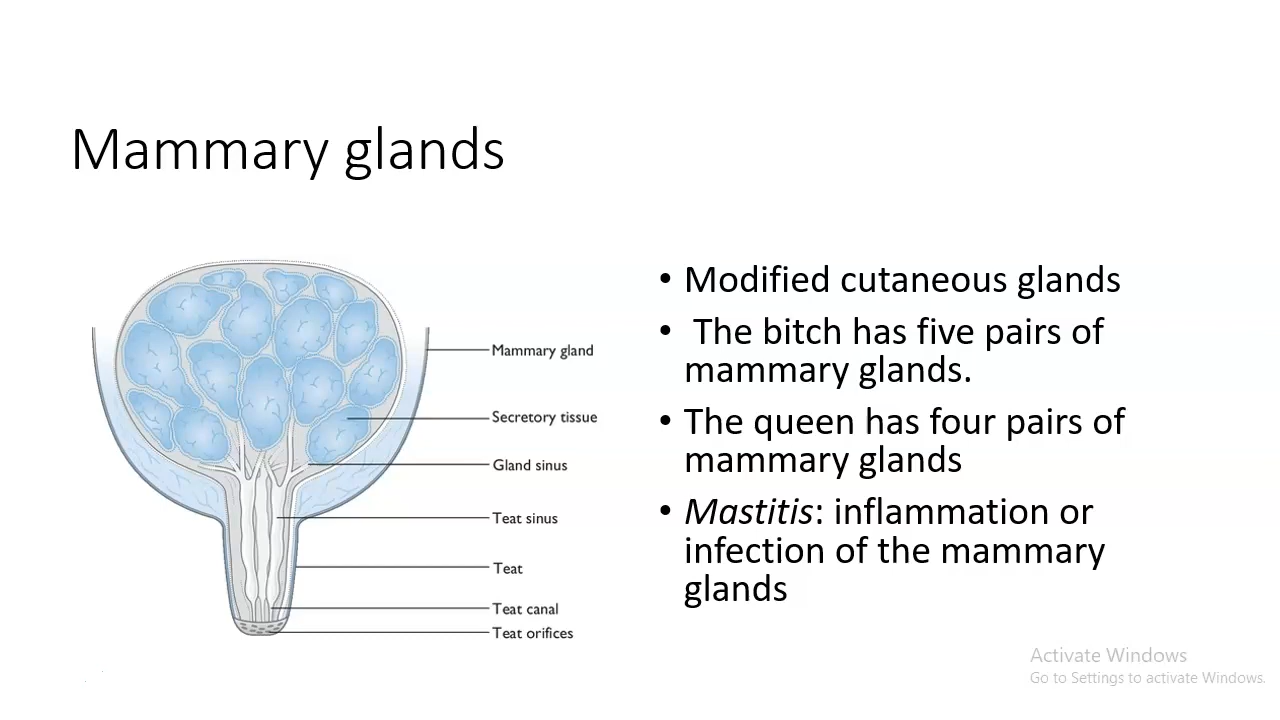 Mammary glands
Mammary gland
Secretory tissue
Gland sinus
Teat sinus
Teat
Teat canal
Teat orifices
• Modified cutaneous glands
• The bitch has five pairs of
mammary glands.
• The queen has four pairs of
mammary glands
• Mastitis: inflammation or
infection of the mammary
glands
Activate Windows
Go to Settings to activate Windows.